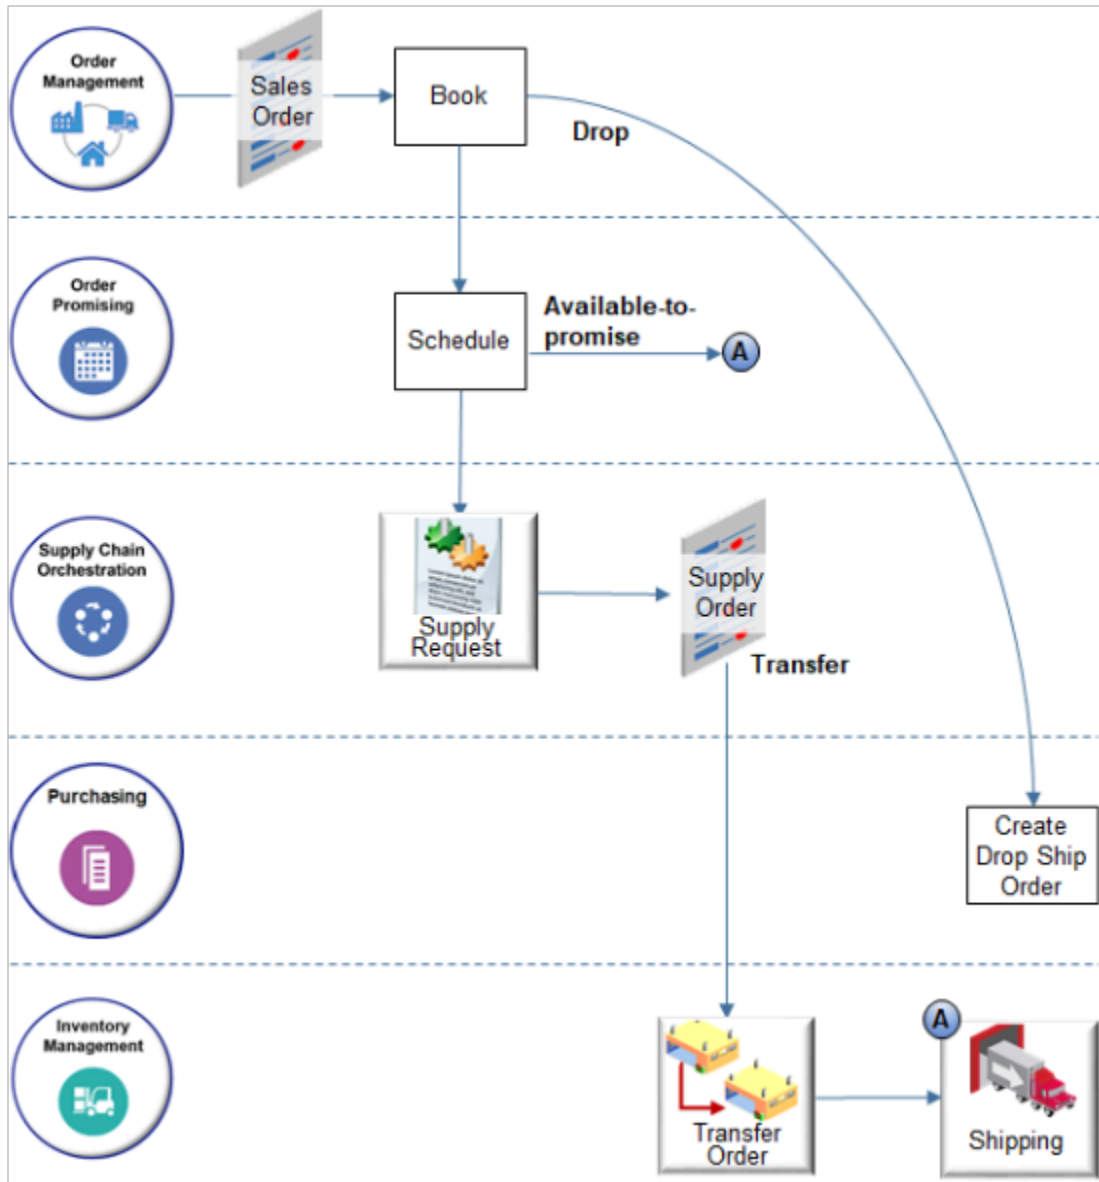 Order
Management
Sales
Order
Book
Drop
Order
Promising
Schedule
Available-to-
promise
A
Supply Chain
Orchestration
Supply
Request
Supply
Order
Transfer
Purchasing
Create
Drop Ship
Order
Inventory
Management
Transfer
Order
A
Shipping